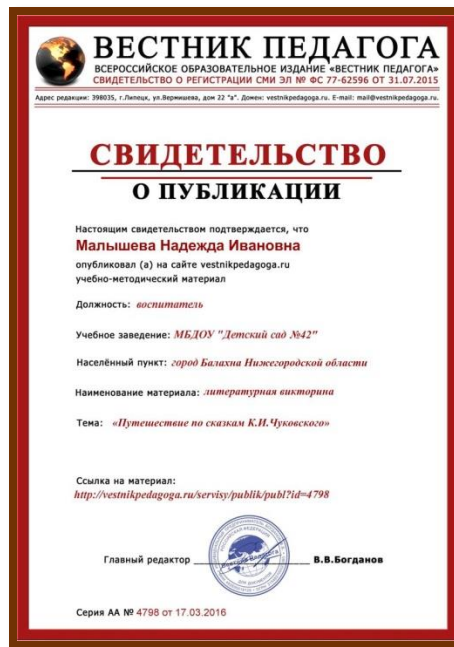 ВЕСТНИК ПЕДАГОГА
ВСЕРОССИЙСКОЕ ОБРАЗОВАТЕЛЬНОЕ ИЗДАНИЕ «ВЕСТНИК ПЕДАГОГА»
СВИДЕТЕЛЬСТВО О РЕГИСТРАЦИИ СМИ ЭЛ № ФС 77-62596 ОТ 31.07.2015
Адрес редакции: 398035, г.Липецк, ул.Вермишева, дом 22 "а". Домен: vestnikpedagoga.ru. E-mail: mail@vestnikpedagoga.ru.
СВИДЕТЕЛЬСТВО
О ПУБЛИКАЦИИ
Настоящим свидетельством подтверждается, что
Малышева Надежда Ивановна
опубликовал (а) на сайте vestnikpedagoga.ru
учебно-методический материал
Должность: воспитатель
Учебное заведение: МБДОУ "Детский сад №42"
Населённый пункт: город Балахна Нижегородской области
Наименование материала: литературная викторина
Тема: «Путешествие по сказкам К.И.Чуковского»
Ссылка на материал:
http://vestnikpedagoga.ru/servisy/publik/publ?id=4798
Главный редактор В.В.Богданов
Серия АА № 4798 от 17.03.2016